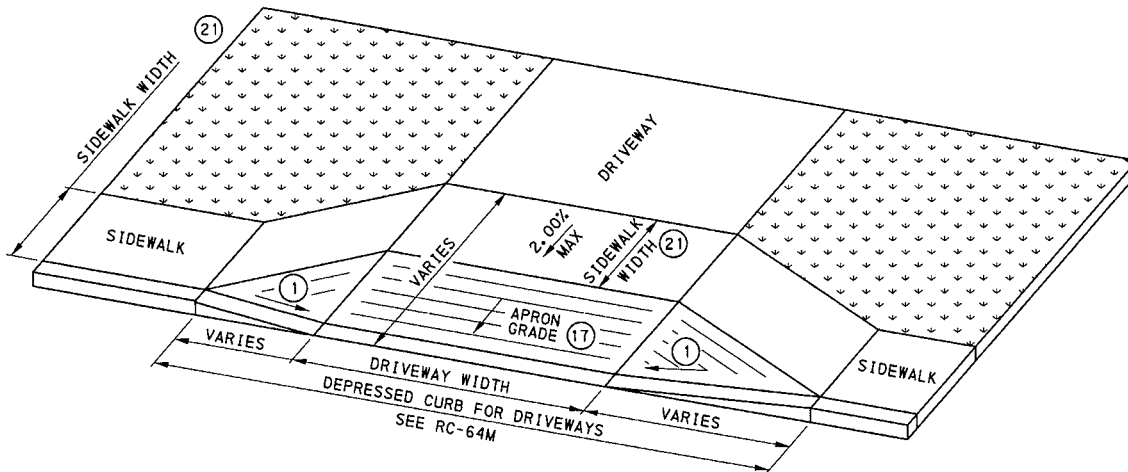 21
SIDEWALK WIDTH
DRIVEWAY
SIDEWALK
VARIES
2.00%
MAX
SIDEWALK
WIDTH
21
1
APRON
GRADE 17
1
SIDEWALK
VARIES
DRIVEWAY WIDTH
DEPRESSED CURB FOR DRIVEWAYS
SEE RC-64M
VARIES